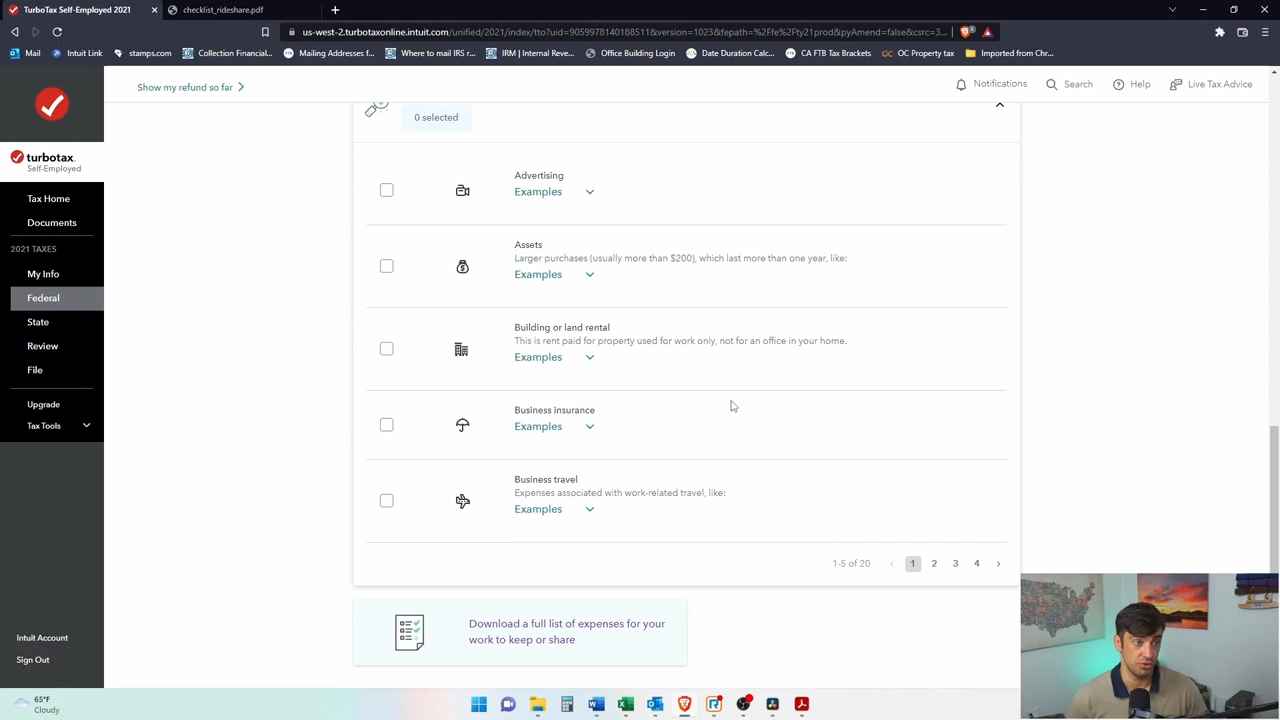 TurboTax Self-Employed 2021
checklist_rideshare.pdf
us-west-2.turbotaxonline.intuit.com/unified/2021/index/tto?uid=9059978140188511&version=1023&fepath=%2Ffe%2Fty21prod&pyAmend=false&csrc=3...
Mail
Intuit Link
stamps.com
Collection Financial...
Mailing Addresses f...
Where to mail IRS r...
IRM | Internal Reve...
Office Building Login
Date Duration Calc...
CA FTB Tax Brackets
OC Property tax
Imported from Chr...
Show my refund so far
Notifications
Search
Help
Live Tax Advice
turbotax
Self-Employed
Tax Home
Documents
2021 TAXES
My Info
Federal
State
Review
File
Upgrade
Tax Tools
Intuit Account
Sign Out
0 selected
Advertising
Examples
Assets
Larger purchases (usually more than $200), which last more than one year, like:
Examples
Building or land rental
This is rent paid for property used for work only, not for an office in your home.
Examples
Business insurance
Examples
Business travel
Expenses associated with work-related travel, like:
Examples
1-5 of 20
1 2 3 4
Download a full list of expenses for your
work to keep or share
65°F
Cloudy